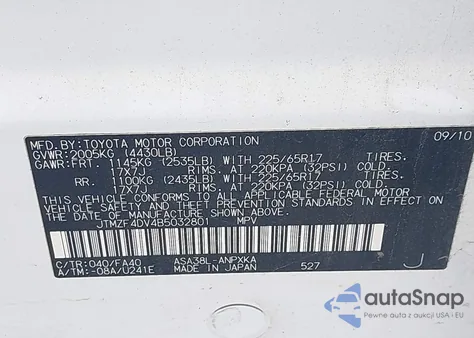 MFD.BY:TOYOTA MOTOR CORPORATION 09/10
GVWR: 2005KG (4430LB)
GAWR:FRT. 1145KG (2535LB) WITH 225/65R17 TIRES.
17X7J RIMS. AT 220KPA (32PSI) COLD.
RR. 1100KG (2435LB) WITH 225/65R17 TIRES.
17X7J RIMS. AT 220KPA (32PSI) COLD.
THIS VEHICLE CONFORMS TO ALL APPLICABLE FEDERAL MOTOR
VEHICLE SAFETY AND THEFT PREVENTION STANDARDS IN
EFFECT ON THE DATE OF MANUFACTURE SHOWN ABOVE.
JTMZF4DV4B5032801 MPV
C/TR:040/FA40 ASA38L-ANPXKA
A/TM:-08A/U241E MADE IN JAPAN 527 J
autoSnap
Pewne auta z aukcji USA i EU